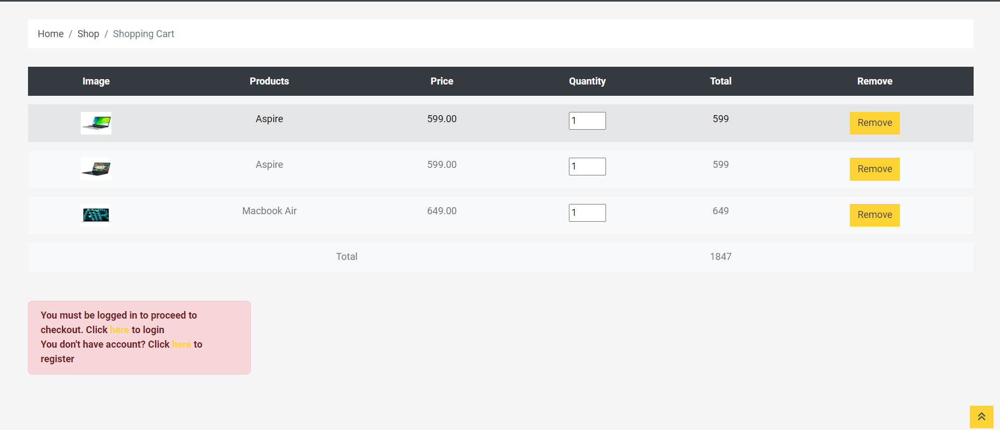 Home / Shop / Shopping Cart
Image Products Price Quantity Total Remove
Aspire 599.00 1 599 Remove
Aspire 599.00 1 599 Remove
Macbook Air 649.00 1 649 Remove
Total 1847
You must be logged in to proceed to
checkout. Click here to login
You don't have account? Click here to
register